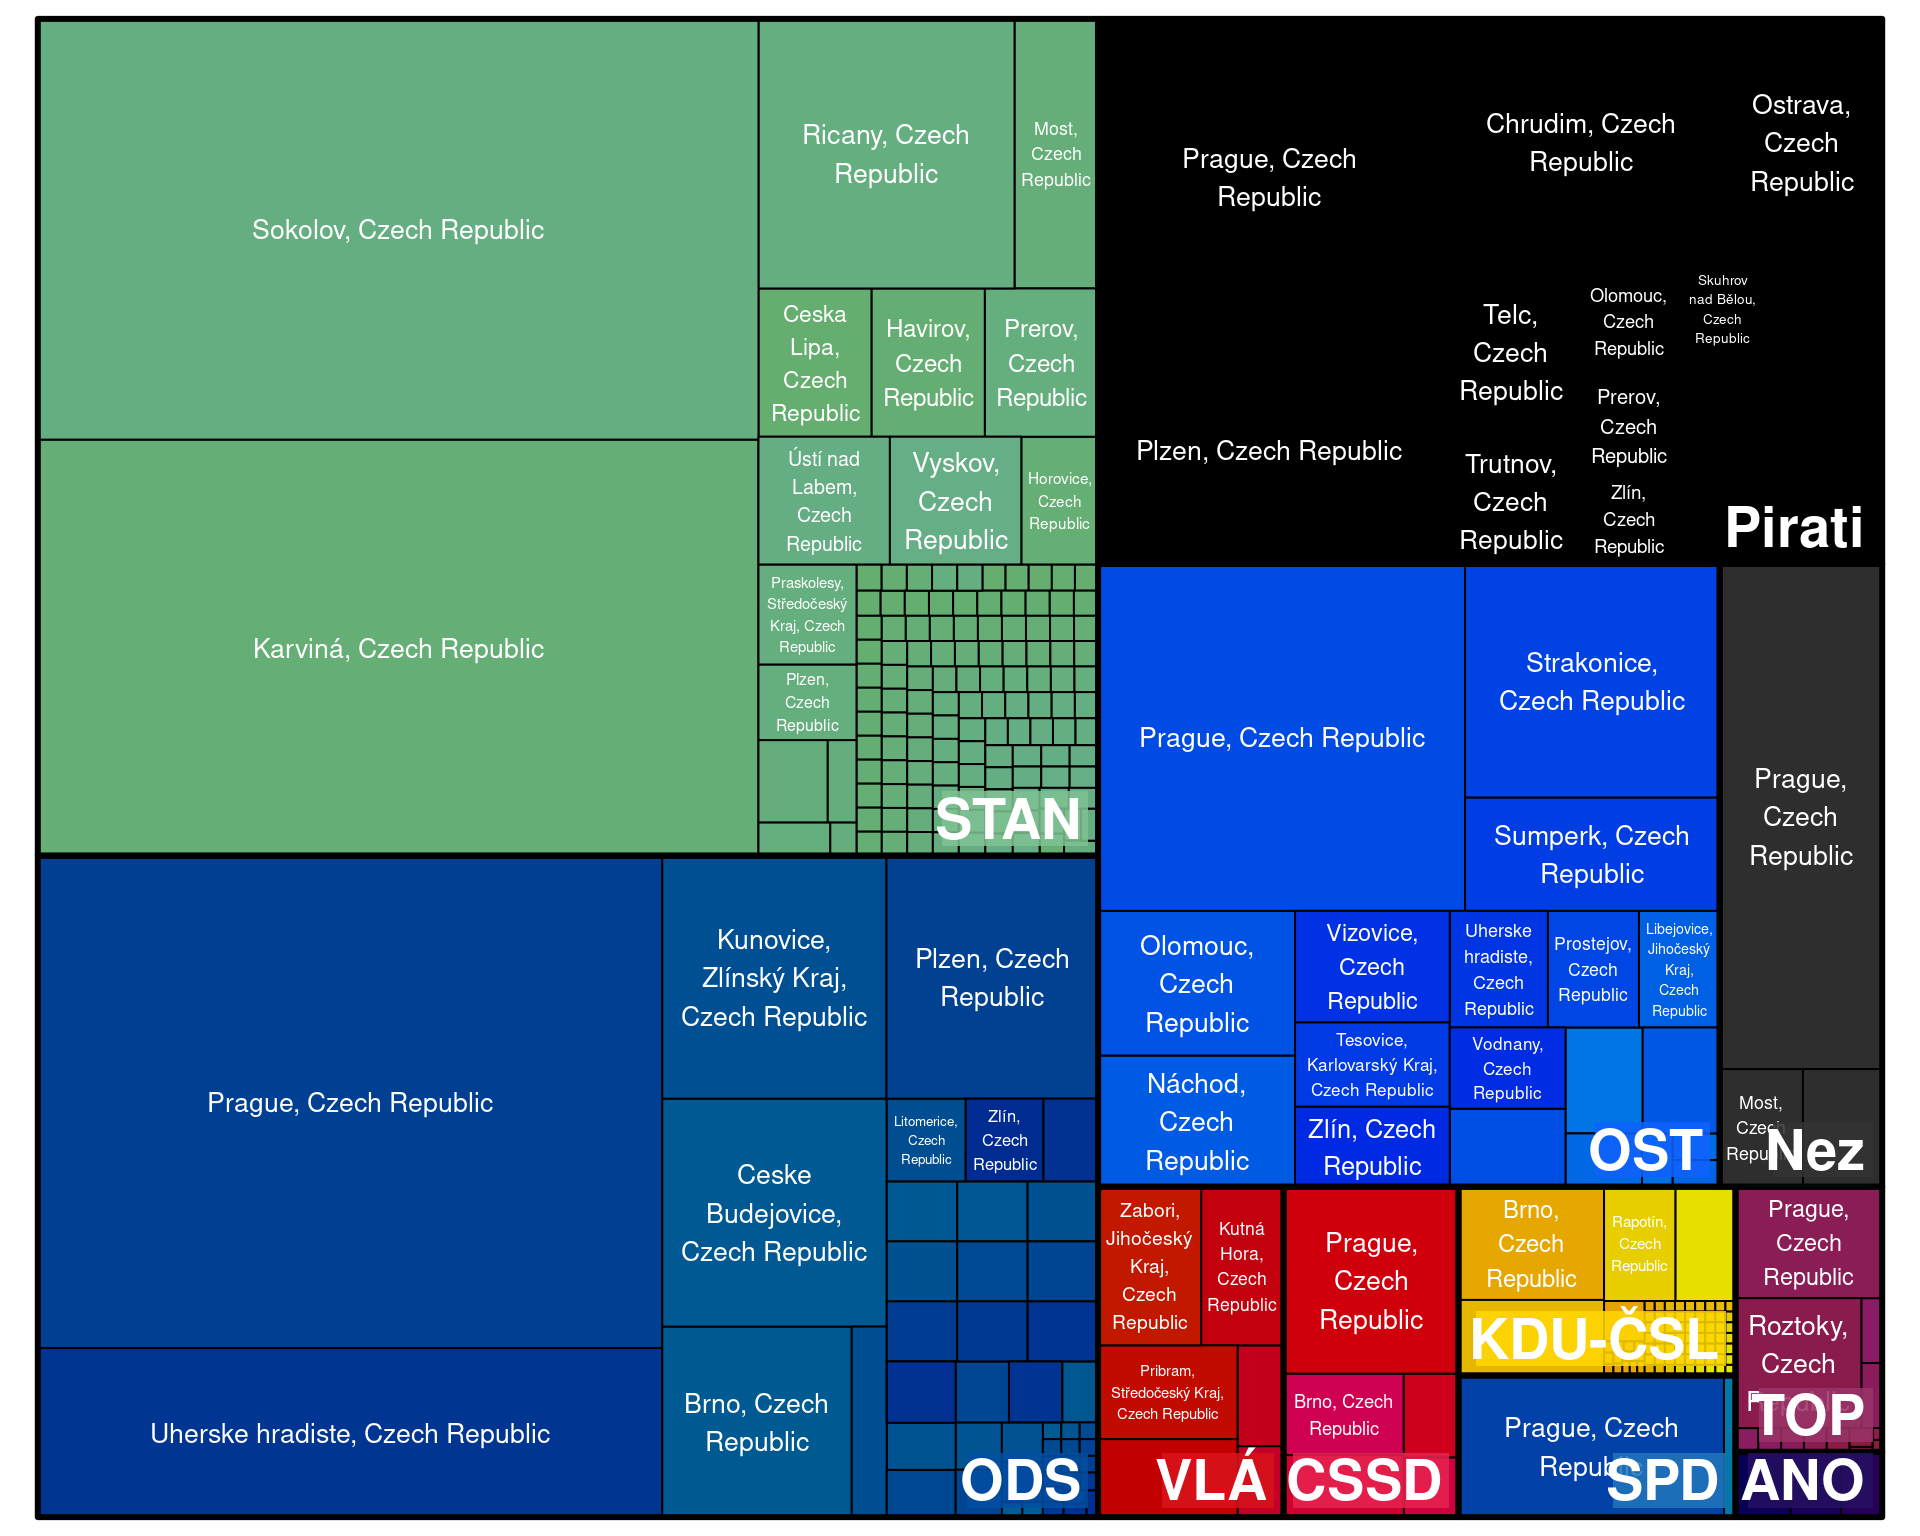 Sokolov, Czech Republic
Karviná, Czech Republic
Ricany, Czech
Republic
Most,
Czech
Republic
Ceska
Lipa,
Czech
Republic
Havirov,
Czech
Republic
Prerov,
Czech
Republic
Ústí nad
Labem,
Czech
Republic
Vyskov,
Czech
Republic
Horovice,
Czech
Republic
Praskolesy,
Středočeský
Kraj, Czech
Republic
Plzen,
Czech
Republic
STAN
Prague, Czech Republic
Uherske hradiste, Czech Republic
Kunovice,
Zlínský Kraj,
Czech Republic
Plzen, Czech
Republic
Ceske
Budejovice,
Czech Republic
Litomerice,
Czech
Republic
Zlín,
Czech
Republic
Brno, Czech
Republic
ODS
Prague, Czech
Republic
Chrudim, Czech
Republic
Ostrava,
Czech
Republic
Plzen, Czech Republic
Telc,
Czech
Republic
Olomouc,
Czech
Republic
Skuhrov
nad Bělou,
Czech
Republic
Prerov,
Czech
Republic
Trutnov,
Czech
Republic
Zlín,
Czech
Republic
Pirati
Prague, Czech Republic
Strakonice,
Czech Republic
Sumperk, Czech
Republic
Olomouc,
Czech
Republic
Náchod,
Czech
Republic
Vizovice,
Czech
Republic
Tesovice,
Karlovarský Kraj,
Czech Republic
Zlín, Czech
Republic
Uherske
hradiste,
Czech
Republic
Prostejov,
Czech
Republic
Libejovice,
Jihočeský
Kraj,
Czech
Republic
Vodnany,
Czech
Republic
OST
Prague,
Czech
Republic
Most,
Czech
Nez
Zabori,
Jihočeský
Kraj,
Czech
Republic
Kutná
Hora,
Czech
Republic
Pribram,
Středočeský Kraj,
Czech Republic
VLÁ
Prague,
Czech
Republic
Brno, Czech
Republic
CSSD
Brno,
Czech
Republic
Rapotín,
Czech
Republic
KDU-ČSL
Prague, Czech
Republic
SPD
Prague,
Czech
Republic
Roztoky,
Czech
TOP
ANO